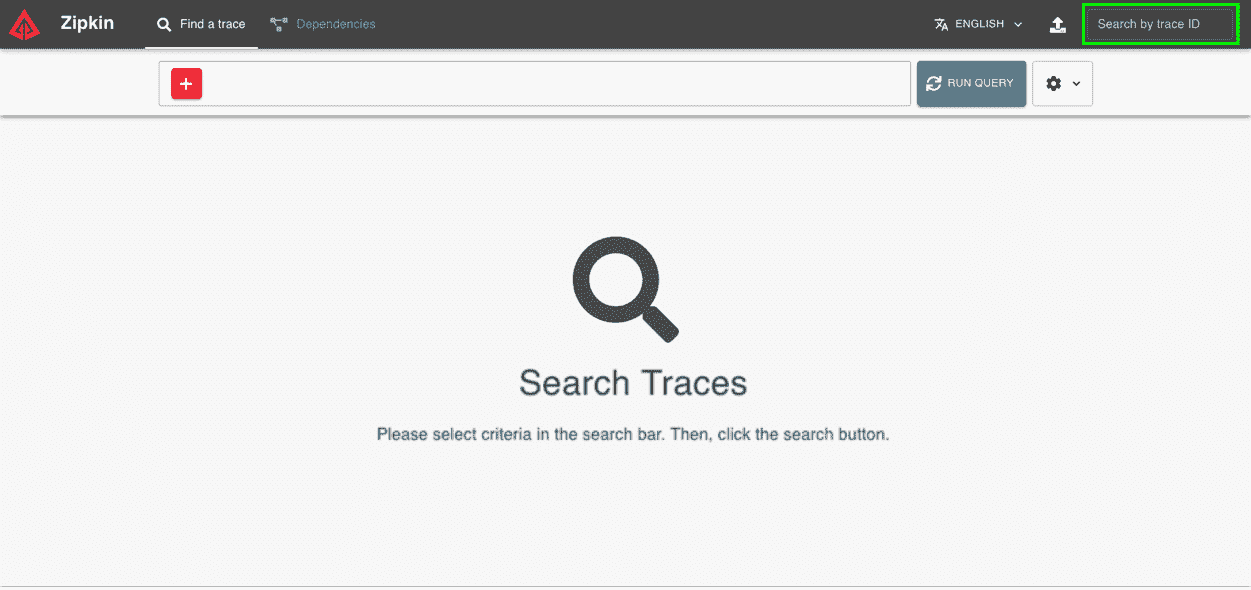 Zipkin
Find a trace
Dependencies
ENGLISH
Search by trace ID
RUN QUERY
Search Traces
Please select criteria in the search bar. Then, click the search button.